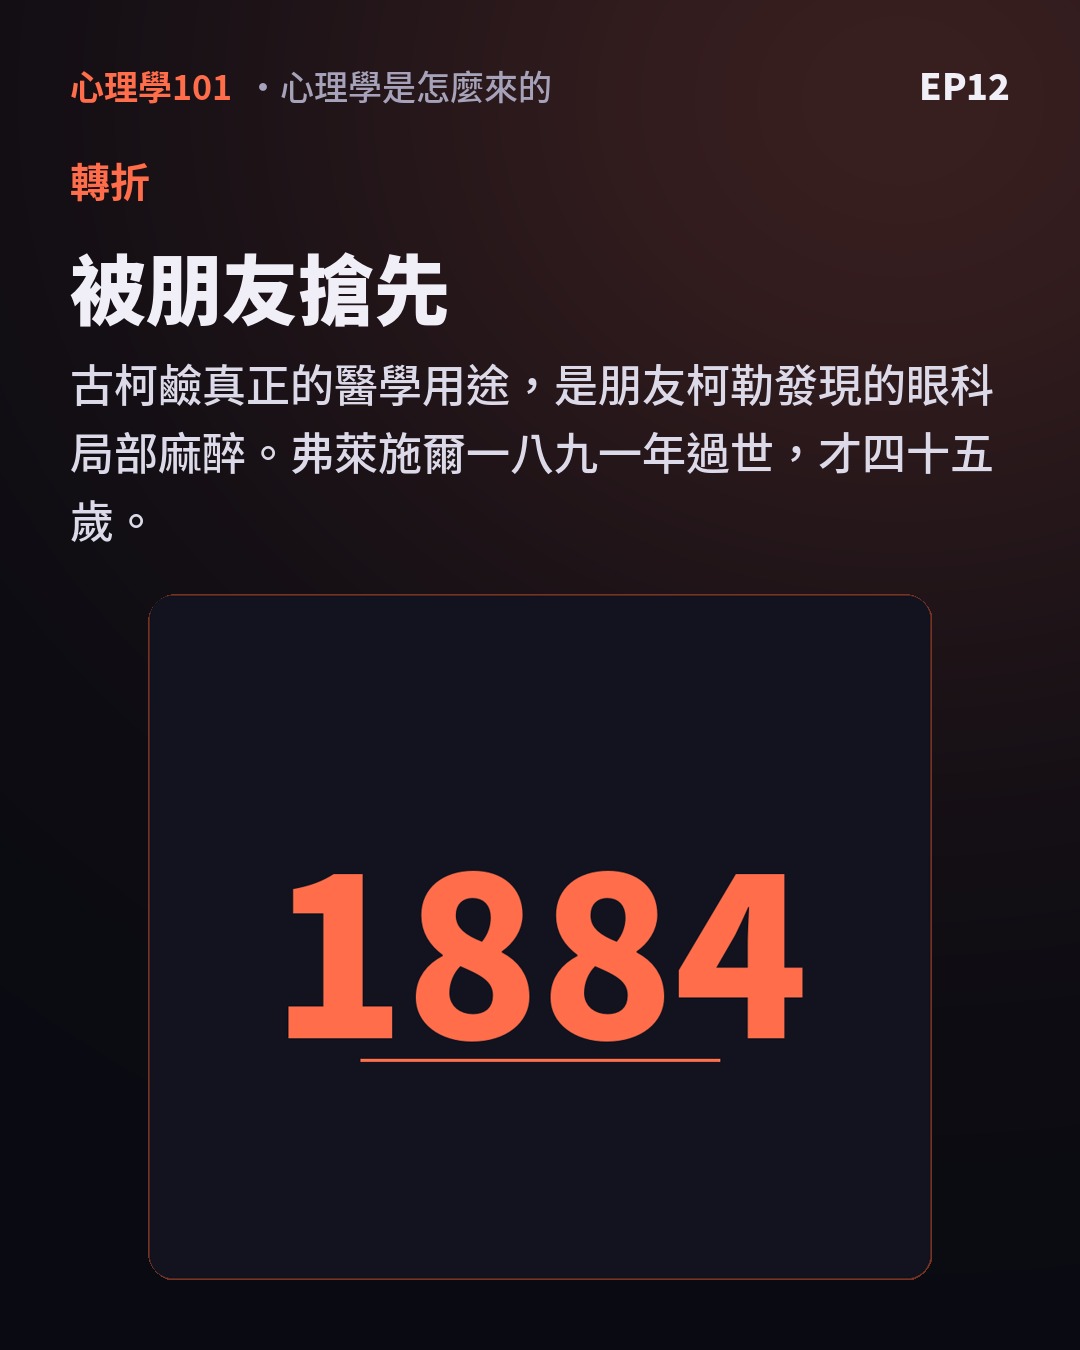 心理學101 ・心理學是怎麼來的
EP12
轉折
被朋友搶先
古柯鹼真正的醫學用途，是朋友柯勒發現的眼科
局部麻醉。弗萊施爾一八九一年過世，才四十五
歲。
1884